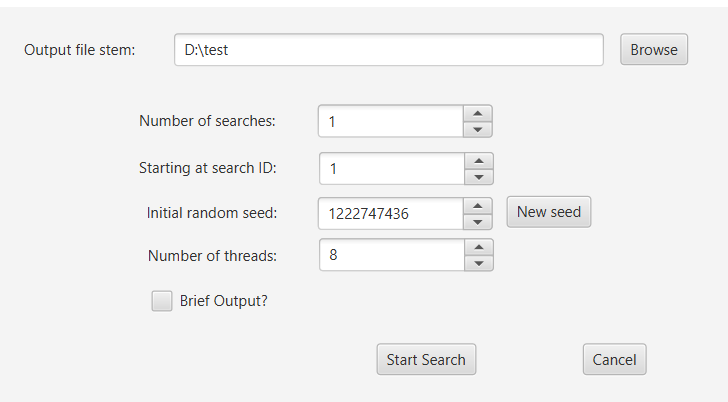 Output file stem: D:\test Browse
Number of searches: 1
Starting at search ID: 1
Initial random seed: 1222747436 New seed
Number of threads: 8
Brief Output?
Start Search Cancel